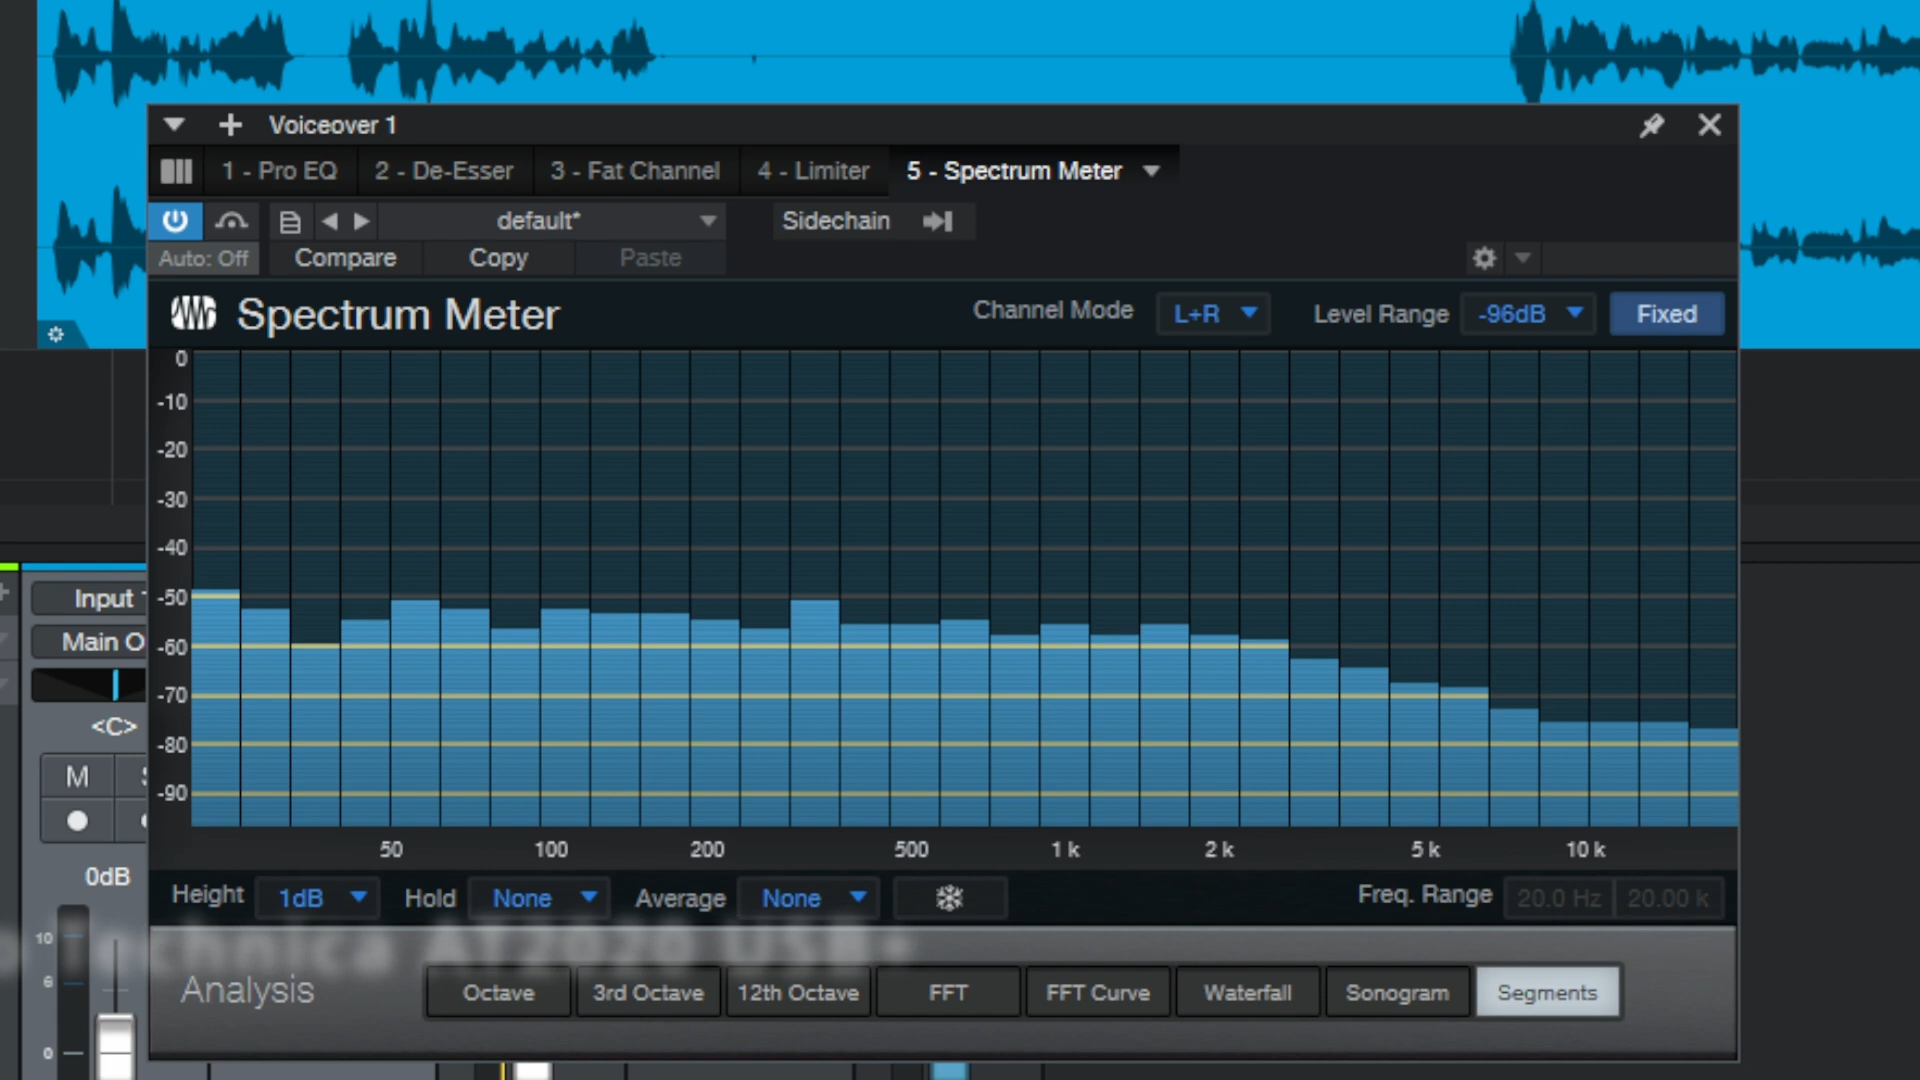 Voiceover 1
1 - Pro EQ 2 - De-Esser 3 - Fat Channel 4 - Limiter 5 - Spectrum Meter
default* Sidechain
Auto: Off Compare Copy Paste
Spectrum Meter Channel Mode L+R Level Range -96dB Fixed
0
-10
-20
-30
-40
-50
-60
-70
-80
-90
50 100 200 500 1 k 2 k 5 k 10 k
Height 1dB Hold None Average None Freq. Range 20.0 Hz 20.00 k
Technica AT2020 USB+
Analysis Octave 3rd Octave 12th Octave FFT FFT Curve Waterfall Sonogram Segments
Input
Main O
<C>
M
0dB
10
6
0